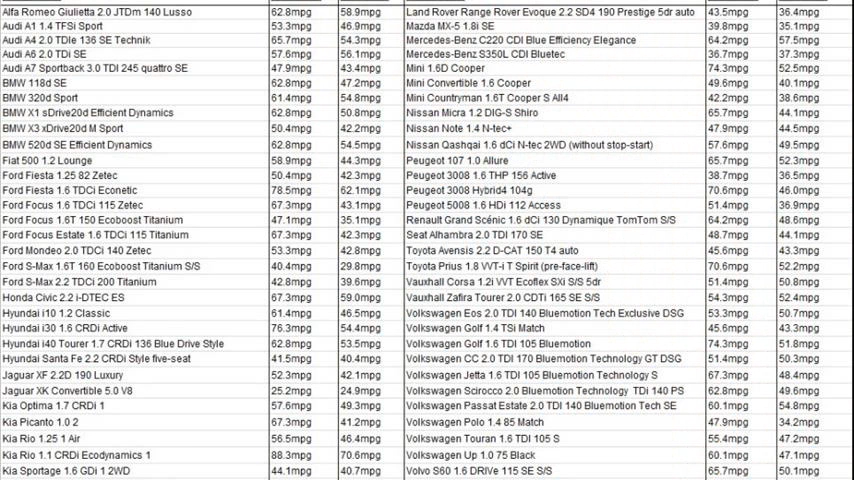 Alfa Romeo Giulietta 2.0 JTDm 140 Lusso 62.8mpg 58.9mpg Land Rover Range Rover Evoque 2.2 SD4 190 Prestige 5dr auto 43.5mpg 36.4mpg
Audi A1 1.4 TFSi Sport 53.3mpg 46.9mpg Mazda MX-5 1.8i SE 39.8mpg 35.1mpg
Audi A4 2.0 TDIe 136 SE Technik 65.7mpg 54.3mpg Mercedes-Benz C220 CDI Blue Efficiency Elegance 64.2mpg 57.5mpg
Audi A6 2.0 TDi SE 57.6mpg 56.1mpg Mercedes-Benz S350L CDI Bluetec 36.7mpg 37.3mpg
Audi A7 Sportback 3.0 TDI 245 quattro SE 47.9mpg 43.4mpg Mini 1.6D Cooper 74.3mpg 52.5mpg
BMW 118d SE 62.8mpg 47.2mpg Mini Convertible 1.6 Cooper 49.6mpg 40.1mpg
BMW 320d Sport 61.4mpg 54.8mpg Mini Countryman 1.6T Cooper S All4 42.2mpg 38.6mpg
BMW X1 sDrive20d Efficient Dynamics 62.8mpg 50.8mpg Nissan Micra 1.2 DIG-S Shiro 65.7mpg 44.1mpg
BMW X3 xDrive20d M Sport 50.4mpg 42.2mpg Nissan Note 1.4 N-tec+ 47.9mpg 44.5mpg
BMW 520d SE Efficient Dynamics 62.8mpg 54.5mpg Nissan Qashqai 1.6 dCi N-tec 2WD (without stop-start) 57.6mpg 49.5mpg
Fiat 500 1.2 Lounge 58.9mpg 44.3mpg Peugeot 107 1.0 Allure 65.7mpg 52.3mpg
Ford Fiesta 1.25 82 Zetec 50.4mpg 42.3mpg Peugeot 3008 1.6 THP 156 Active 38.7mpg 36.5mpg
Ford Fiesta 1.6 TDCi Econetic 78.5mpg 62.1mpg Peugeot 3008 Hybrid4 104g 70.6mpg 46.0mpg
Ford Focus 1.6 TDCi 115 Zetec 67.3mpg 43.1mpg Peugeot 5008 1.6 HDi 112 Access 51.4mpg 36.9mpg
Ford Focus 1.6T 150 Ecoboost Titanium 47.1mpg 35.1mpg Renault Grand Scénic 1.6 dCi 130 Dynamique TomTom S/S 64.2mpg 48.6mpg
Ford Focus Estate 1.6 TDCi 115 Titanium 67.3mpg 42.3mpg Seat Alhambra 2.0 TDI 170 SE 48.7mpg 44.1mpg
Ford Mondeo 2.0 TDCi 140 Zetec 53.3mpg 42.8mpg Toyota Avensis 2.2 D-CAT 150 T4 auto 45.6mpg 43.3mpg
Ford S-Max 1.6T 160 Ecoboost Titanium S/S 40.4mpg 29.8mpg Toyota Prius 1.8 VVT-i T Spirit (pre-face-lift) 70.6mpg 52.2mpg
Ford S-Max 2.2 TDCi 200 Titanium 42.8mpg 39.6mpg Vauxhall Corsa 1.2i VVT Ecoflex SXi S/S 5dr 51.4mpg 50.8mpg
Honda Civic 2.2 i-DTEC ES 67.3mpg 59.0mpg Vauxhall Zafira Tourer 2.0 CDTi 165 SE S/S 54.3mpg 52.4mpg
Hyundai i10 1.2 Classic 61.4mpg 46.5mpg Volkswagen Eos 2.0 TDI 140 Bluemotion Tech Exclusive DSG 53.3mpg 50.7mpg
Hyundai i30 1.6 CRDi Active 76.3mpg 54.4mpg Volkswagen Golf 1.4 TSi Match 45.6mpg 43.3mpg
Hyundai i40 Tourer 1.7 CRDi 136 Blue Drive Style 62.8mpg 53.5mpg Volkswagen Golf 1.6 TDI 105 Bluemotion 74.3mpg 51.8mpg
Hyundai Santa Fe 2.2 CRDi Style five-seat 41.5mpg 40.4mpg Volkswagen CC 2.0 TDI 170 Bluemotion Technology GT DSG 51.4mpg 50.3mpg
Jaguar XF 2.2D 190 Luxury 52.3mpg 42.1mpg Volkswagen Jetta 1.6 TDI 105 Bluemotion Technology S 67.3mpg 48.4mpg
Jaguar XK Convertible 5.0 V8 25.2mpg 24.9mpg Volkswagen Scirocco 2.0 Bluemotion Technology TDi 140 PS 62.8mpg 49.6mpg
Kia Optima 1.7 CRDi 1 57.6mpg 49.3mpg Volkswagen Passat Estate 2.0 TDI 140 Bluemotion Tech SE 60.1mpg 54.8mpg
Kia Picanto 1.0 2 67.3mpg 41.2mpg Volkswagen Polo 1.4 85 Match 47.9mpg 34.2mpg
Kia Rio 1.25 1 Air 56.5mpg 46.4mpg Volkswagen Touran 1.6 TDI 105 S 55.4mpg 47.2mpg
Kia Rio 1.1 CRDi Ecodynamics 1 88.3mpg 70.6mpg Volkswagen Up 1.0 75 Black 60.1mpg 47.1mpg
Kia Sportage 1.6 GDi 1 2WD 44.1mpg 40.7mpg Volvo S60 1.6 DRIVe 115 SE S/S 65.7mpg 50.1mpg